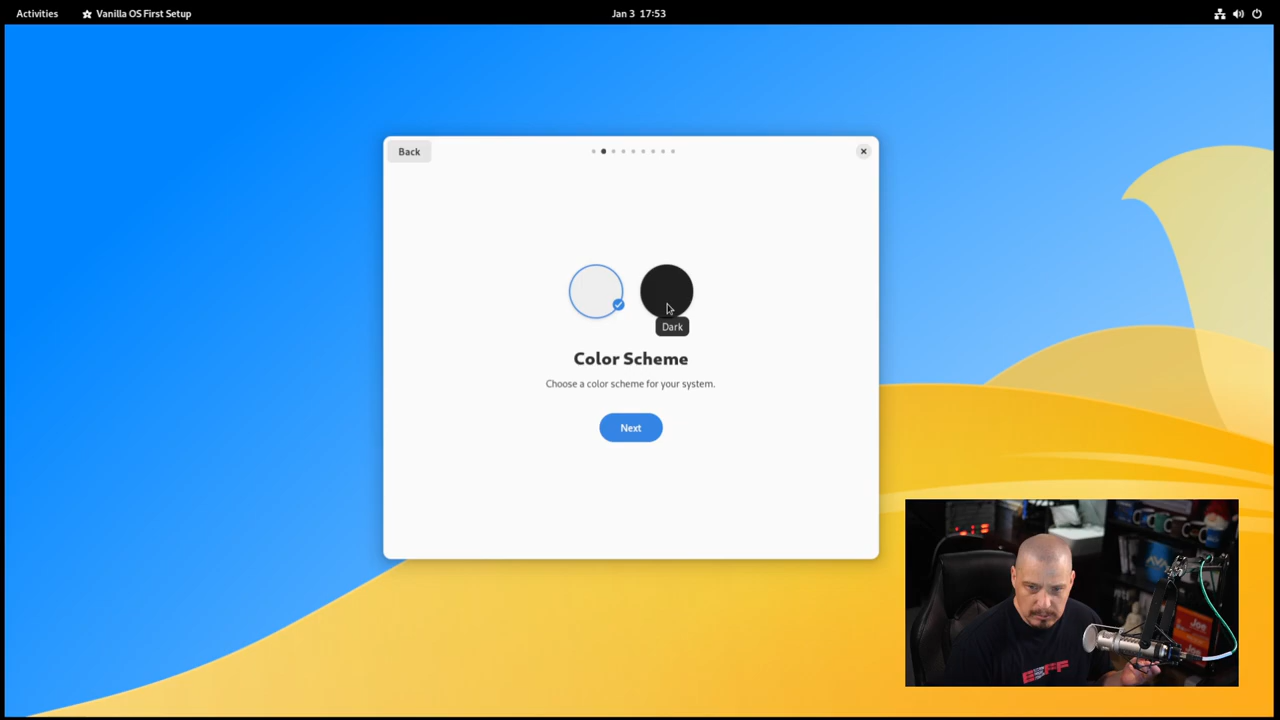 Activities
Vanilla OS First Setup
Jan 3 17:53
Back
Dark
Color Scheme
Choose a color scheme for your system.
Next
Joe